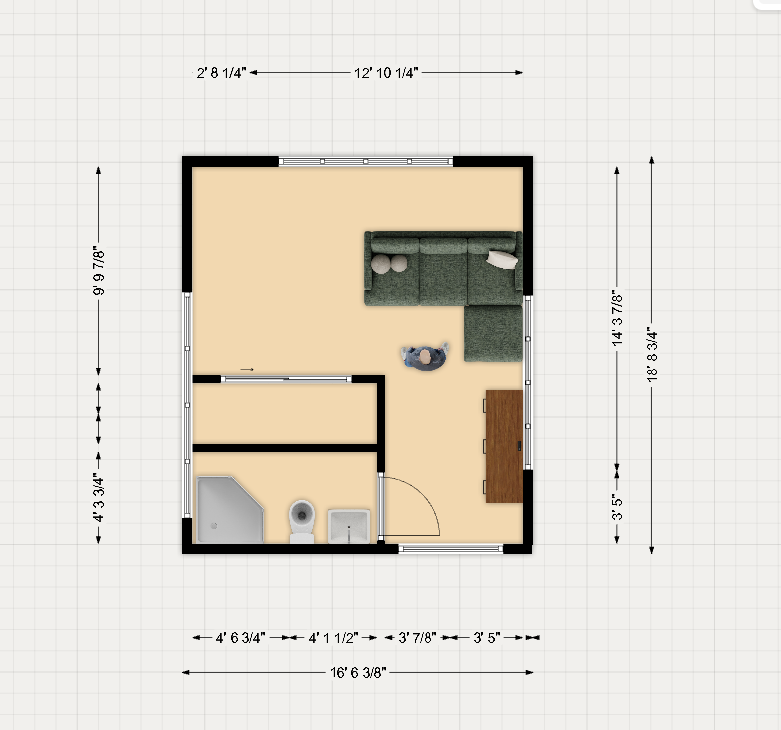 2' 8 1/4"
12' 10 1/4"
9' 9 7/8"
14' 3 7/8"
18' 8 3/4"
4' 3 3/4"
3' 5"
4' 6 3/4"
4' 1 1/2"
3' 7/8"
3' 5"
16' 6 3/8"